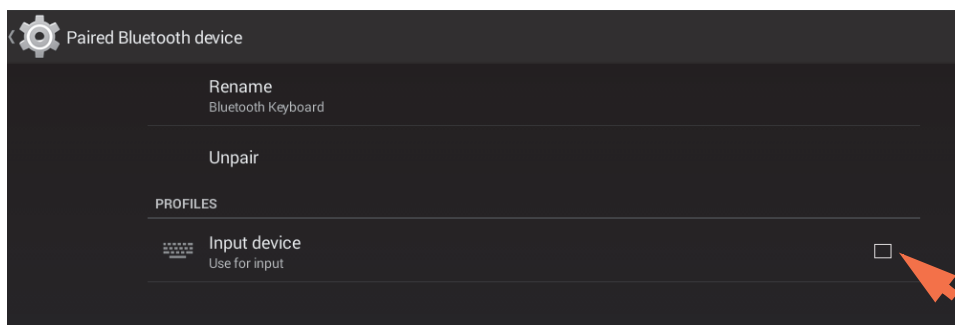 Paired Bluetooth device
Rename
Bluetooth Keyboard
Unpair
PROFILES
Input device
Use for input